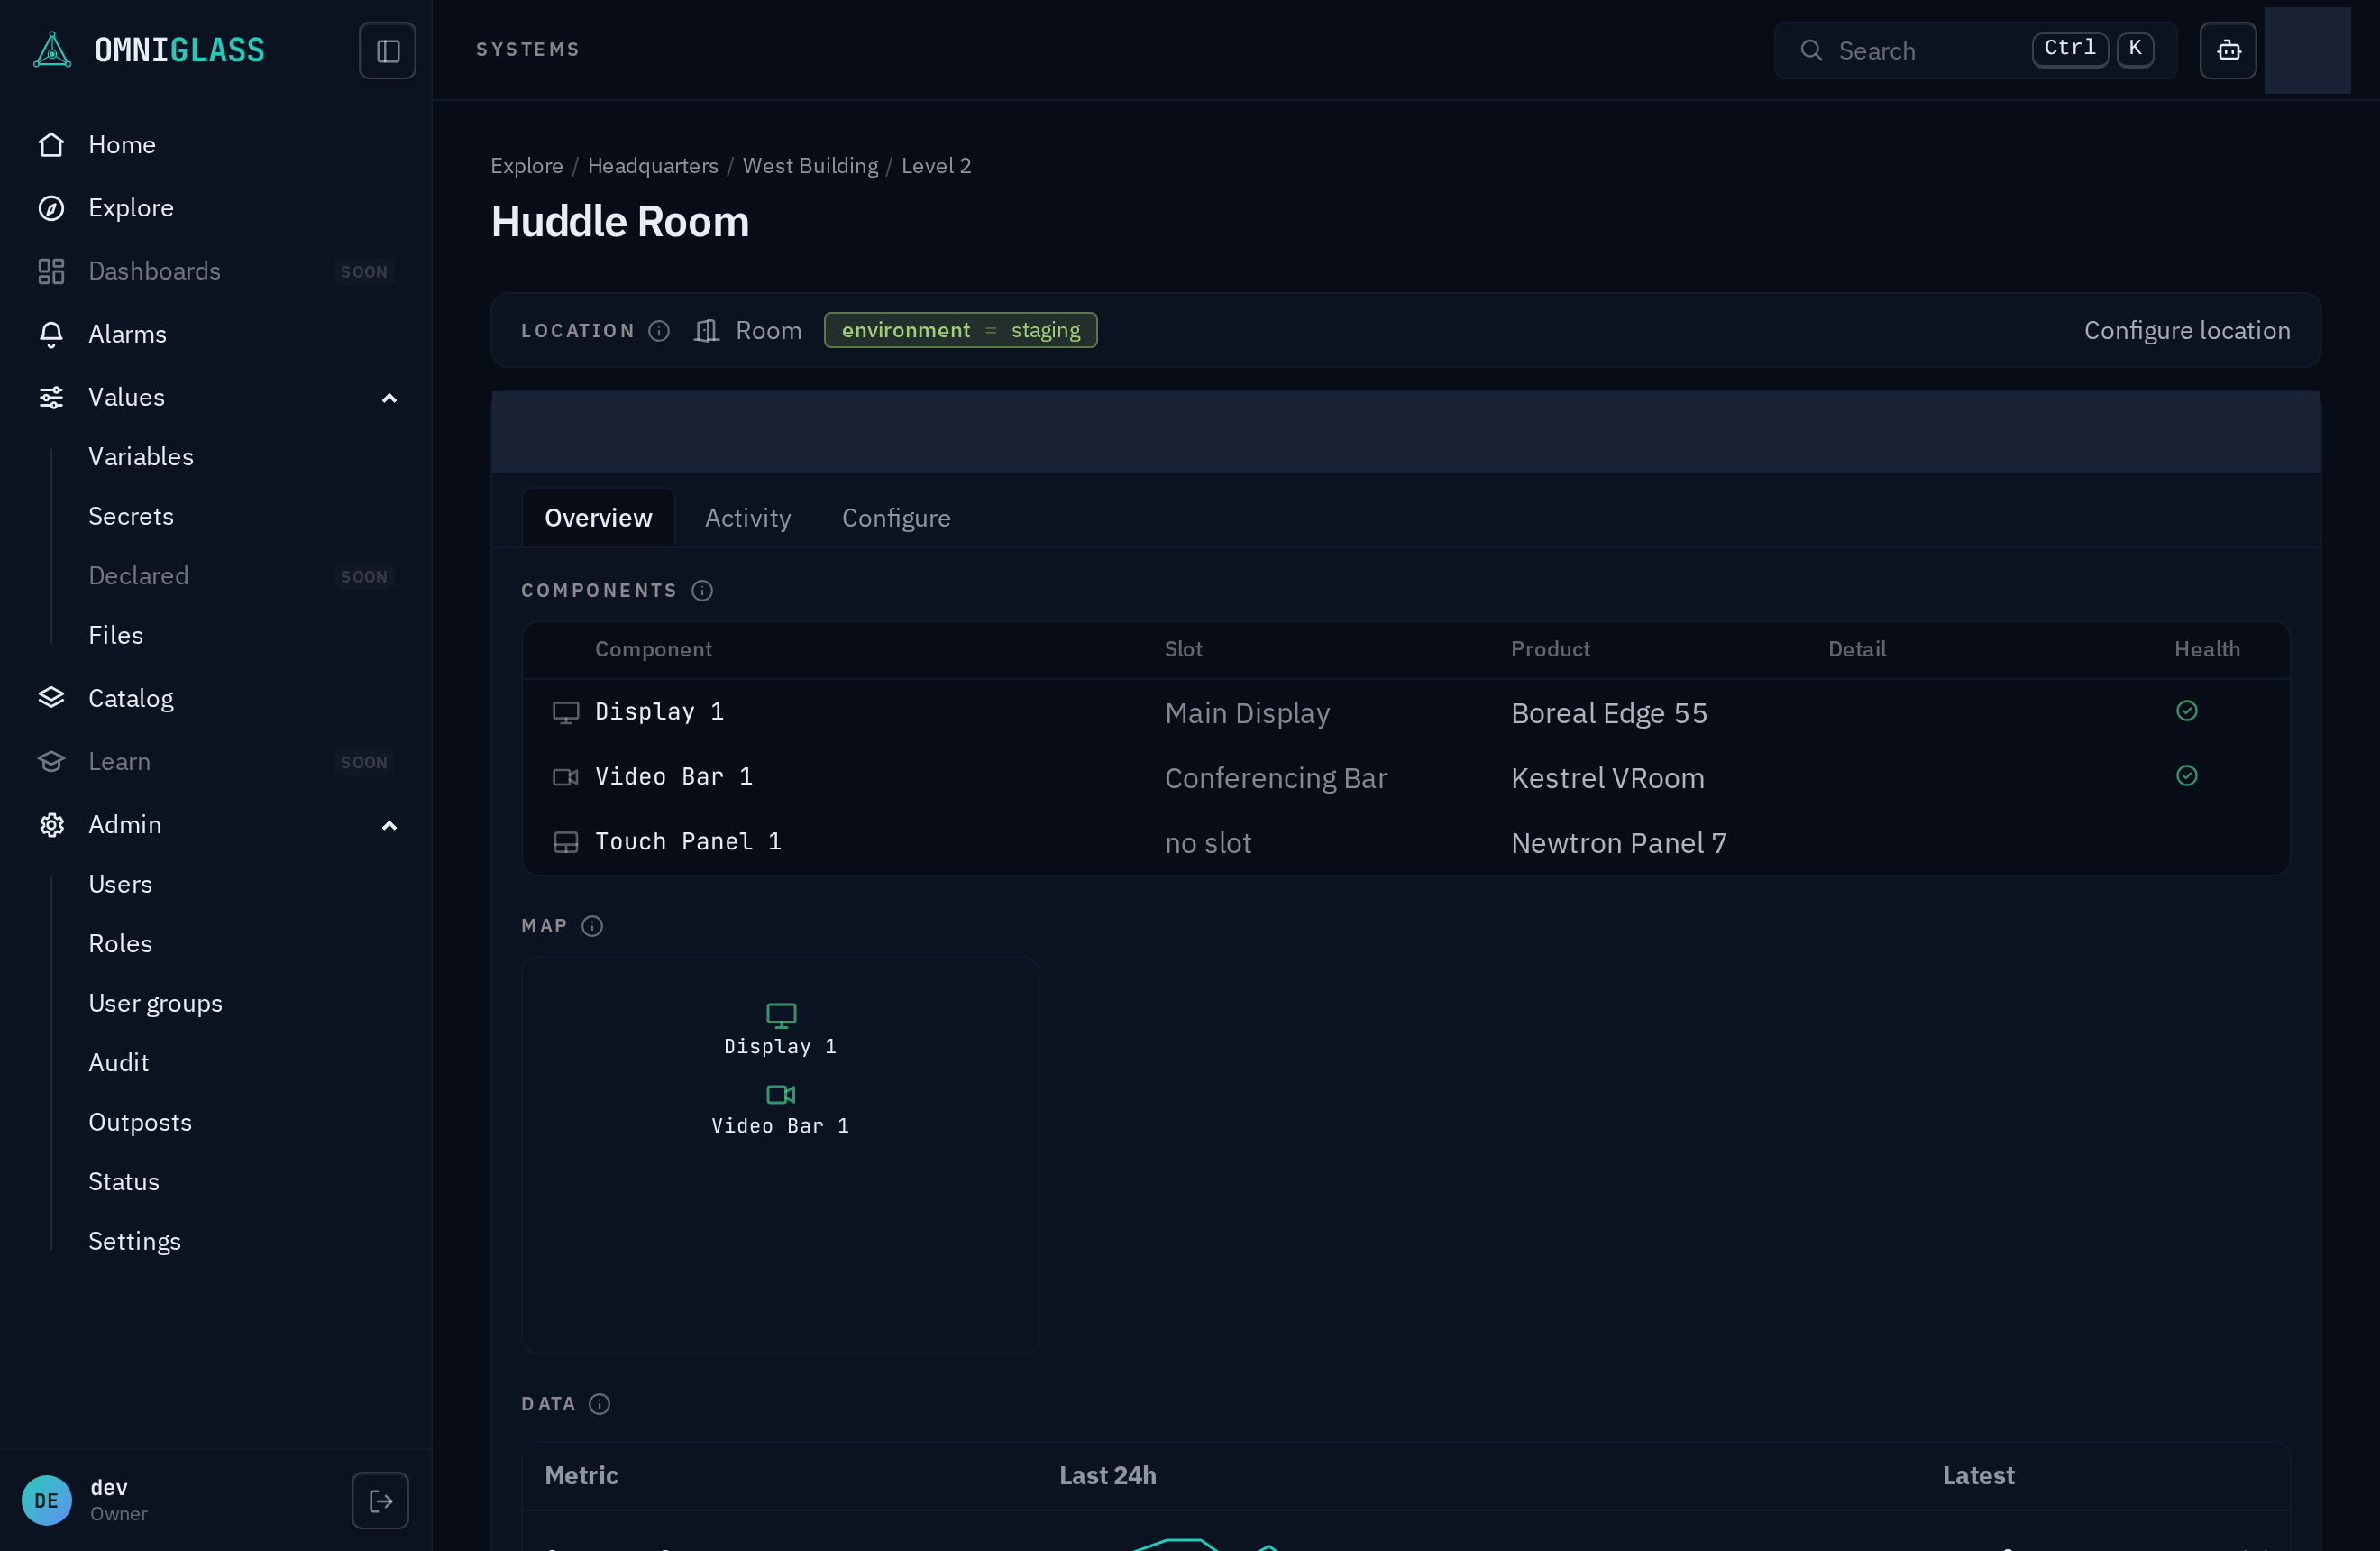 OMNIGLASS
SYSTEMS
Search Ctrl K
Home
Explore
Dashboards SOON
Alarms
Values
Variables
Secrets
Declared SOON
Files
Catalog
Learn SOON
Admin
Users
Roles
User groups
Audit
Outposts
Status
Settings
DE
dev
Owner
Explore / Headquarters / West Building / Level 2
Huddle Room
LOCATION Room environment = staging Configure location
Overview Activity Configure
COMPONENTS
Component Slot Product Detail Health
Display 1 Main Display Boreal Edge 55
Video Bar 1 Conferencing Bar Kestrel VRoom
Touch Panel 1 no slot Newtron Panel 7
MAP
Display 1
Video Bar 1
DATA
Metric Last 24h Latest